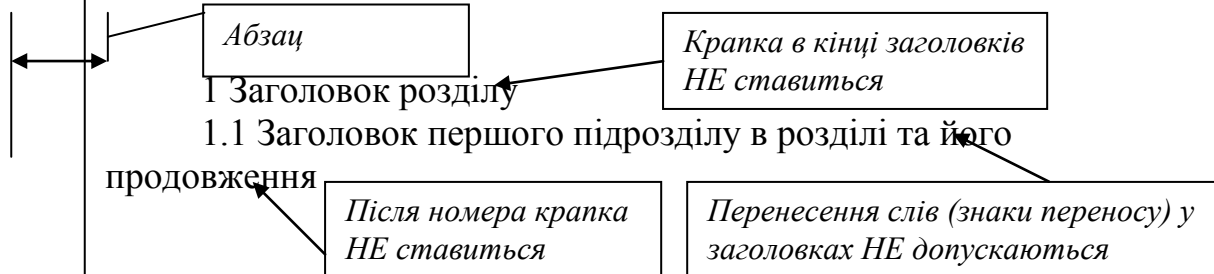 Абзац
Крапка в кінці заголовків
НЕ ставиться
1 Заголовок розділу
1.1 Заголовок першого підрозділу в розділі та його
продовження
Після номера крапка
НЕ ставиться
Перенесення слів (знаки переносу) у
заголовках НЕ допускаються